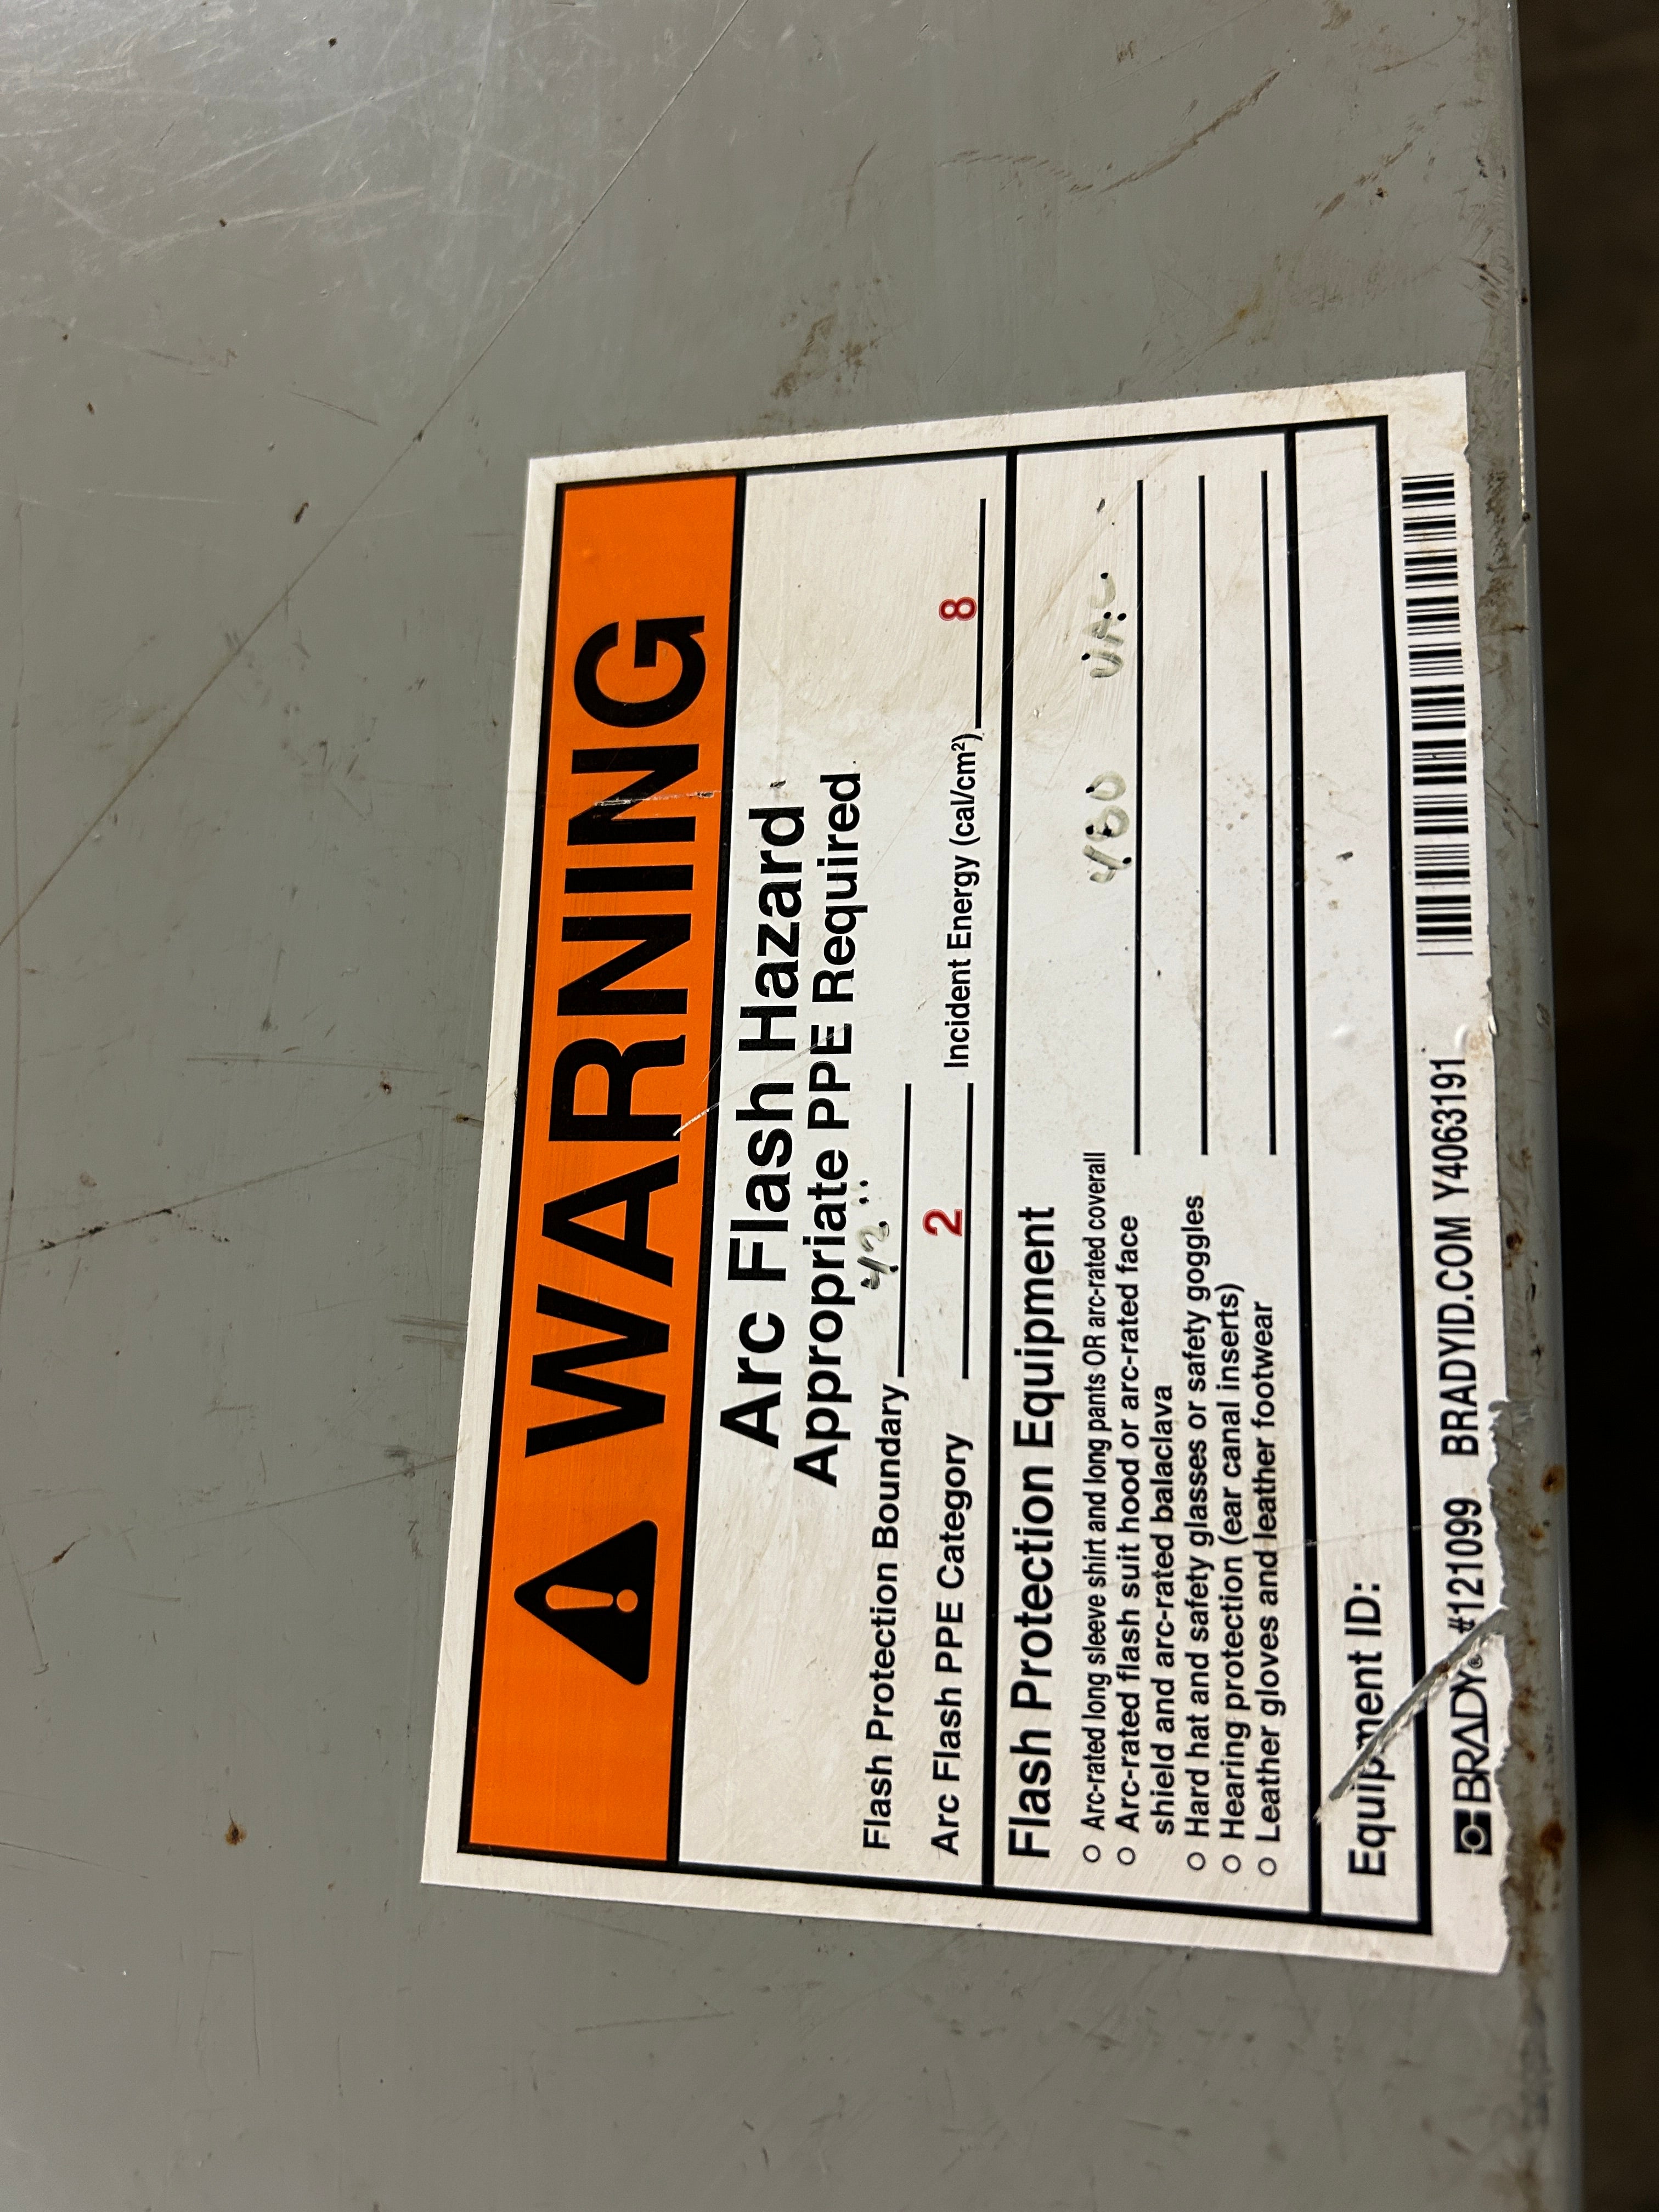 WARNING
Arc Flash Hazard
Appropriate PPE Required
Flash Protection Boundary 42"
Arc Flash PPE Category 2 Incident Energy (cal/cm²) 8
Flash Protection Equipment
○ Arc-rated long sleeve shirt and long pants OR arc-rated coverall
○ Arc-rated flash suit hood or arc-rated face
shield and arc-rated balaclava
○ Hard hat and safety glasses or safety goggles
○ Hearing protection (ear canal inserts)
○ Leather gloves and leather footwear
480 VAC
Equipment ID:
BRADY® #121099 BRADYID.COM Y4063191